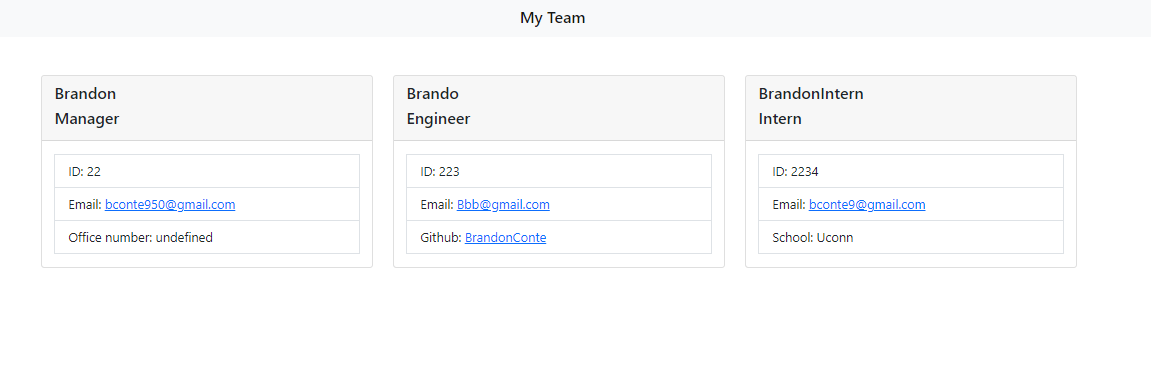 My Team
Brandon
Manager
ID: 22
Email: bconte950@gmail.com
Office number: undefined
Brando
Engineer
ID: 223
Email: Bbb@gmail.com
Github: BrandonConte
BrandonIntern
Intern
ID: 2234
Email: bconte9@gmail.com
School: Uconn